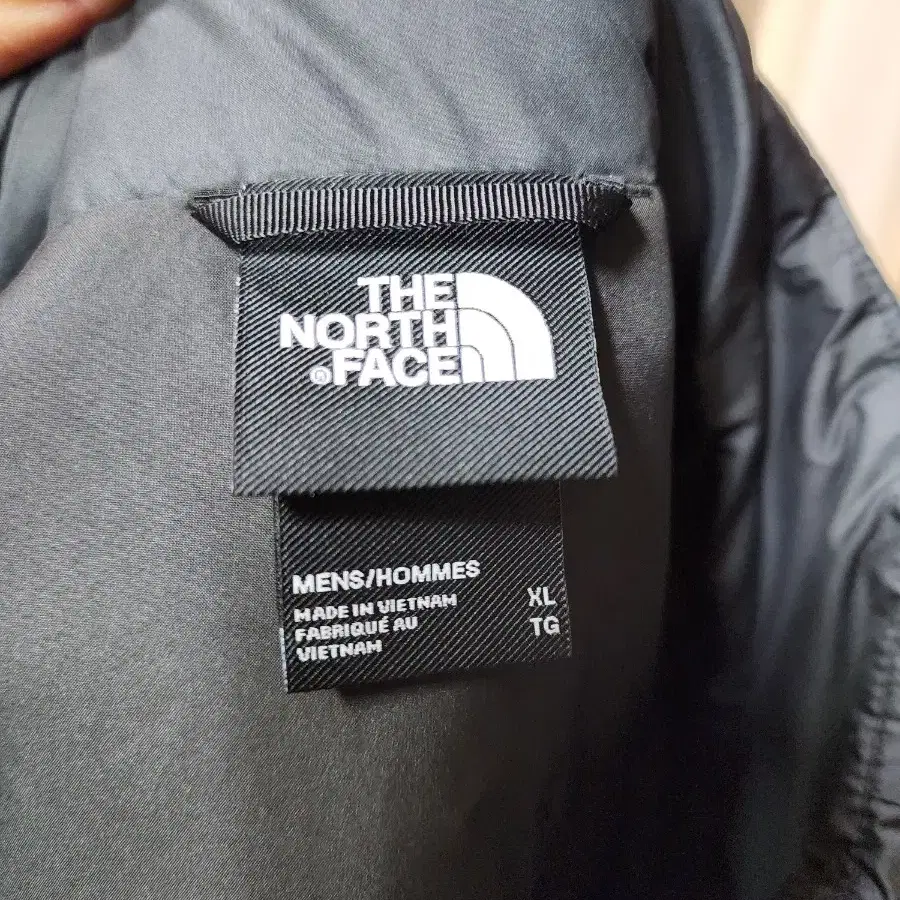 THE
NORTH
®FACE
MENS/HOMMES
MADE IN VIETNAM
FABRIQUÉ AU
VIETNAM
XL
TG